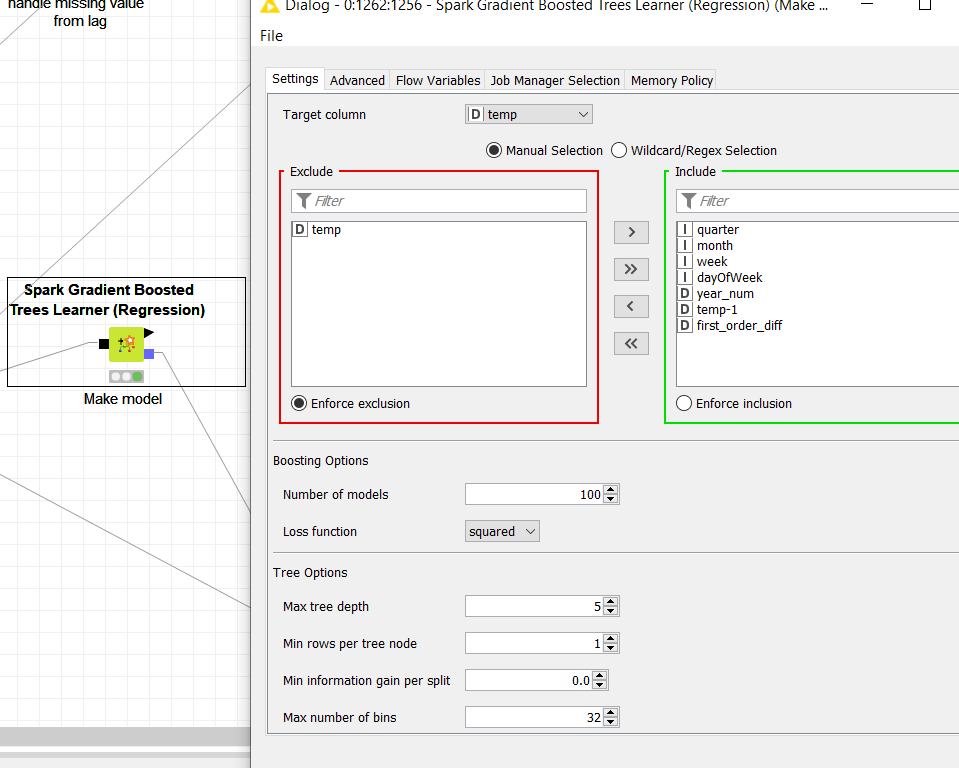 handle missing value
from lag
Spark Gradient Boosted
Trees Learner (Regression)
Make model
Dialog - 0:1262:1256 - Spark Gradient Boosted Trees Learner (Regression) (Make ...
File
Settings Advanced Flow Variables Job Manager Selection Memory Policy
Target column D temp
Manual Selection Wildcard/Regex Selection
Exclude
Filter
D temp
Enforce exclusion
>
>>
<
<<
Include
Filter
I quarter
I month
I week
I dayOfWeek
D year_num
D temp-1
D first_order_diff
Enforce inclusion
Boosting Options
Number of models 100
Loss function squared
Tree Options
Max tree depth 5
Min rows per tree node 1
Min information gain per split 0.0
Max number of bins 32